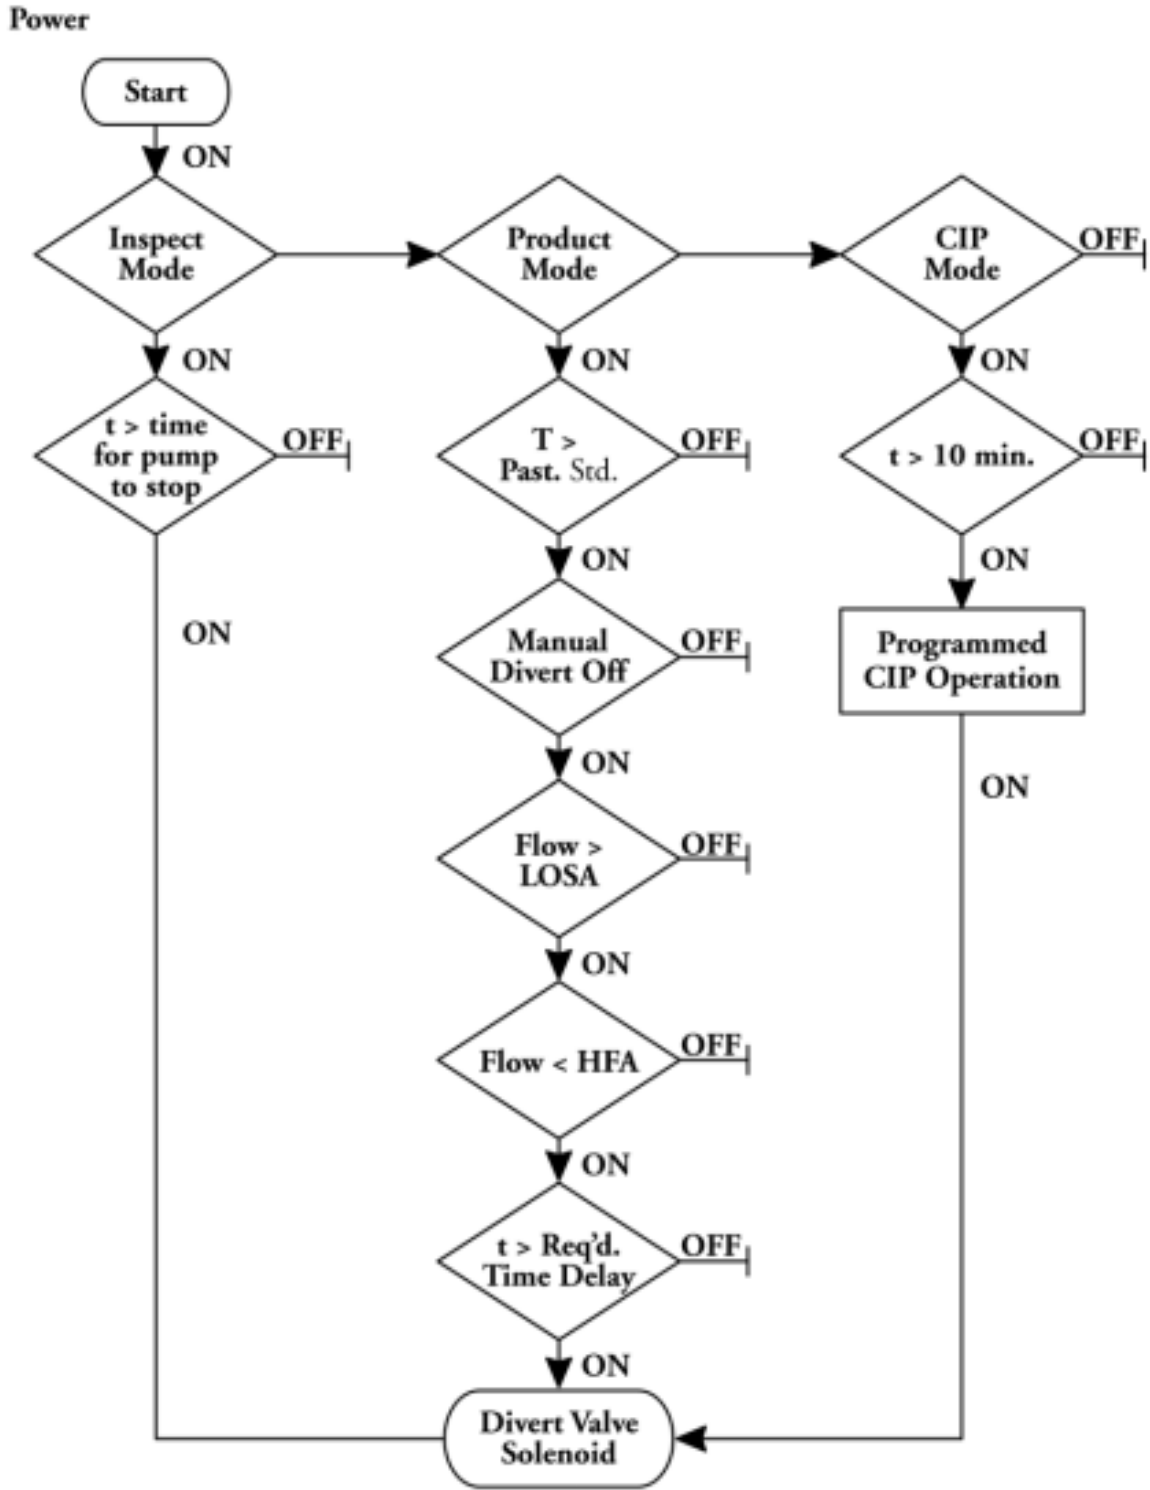 Power
Start
ON
Inspect
Mode
Product
Mode
CIP
Mode
OFF
ON
ON
ON
t > time
for pump
to stop
OFF
T >
Past. Std.
OFF
t > 10 min.
OFF
ON
ON
ON
Manual
Divert Off
OFF
Programmed
CIP Operation
ON
ON
Flow >
LOSA
OFF
ON
Flow < HFA
OFF
ON
t > Req'd.
Time Delay
OFF
ON
Divert Valve
Solenoid